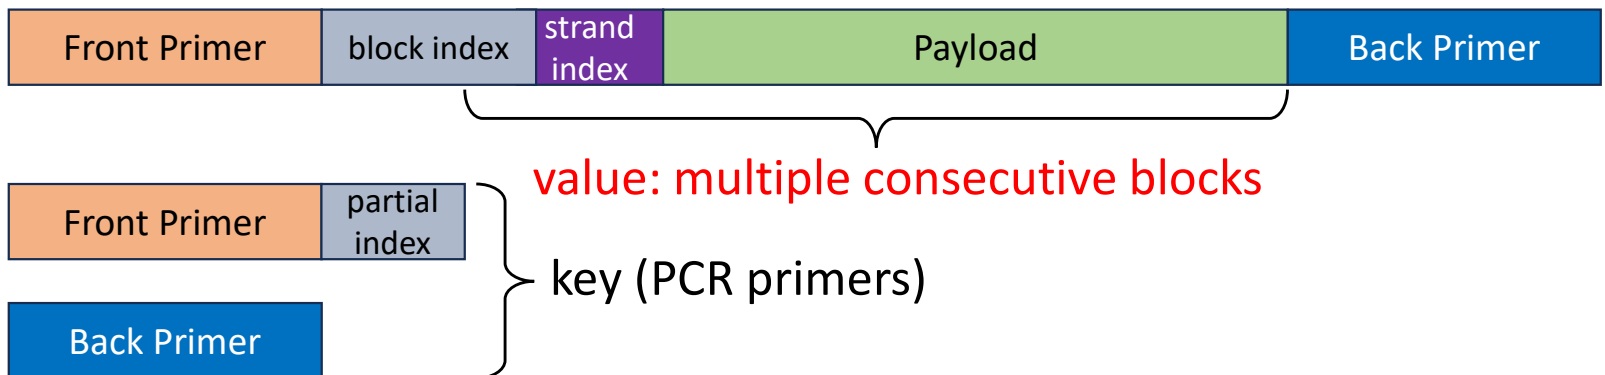 Front Primer
block index
strand
index
Payload
Back Primer
value: multiple consecutive blocks
Front Primer
partial
index
key (PCR primers)
Back Primer